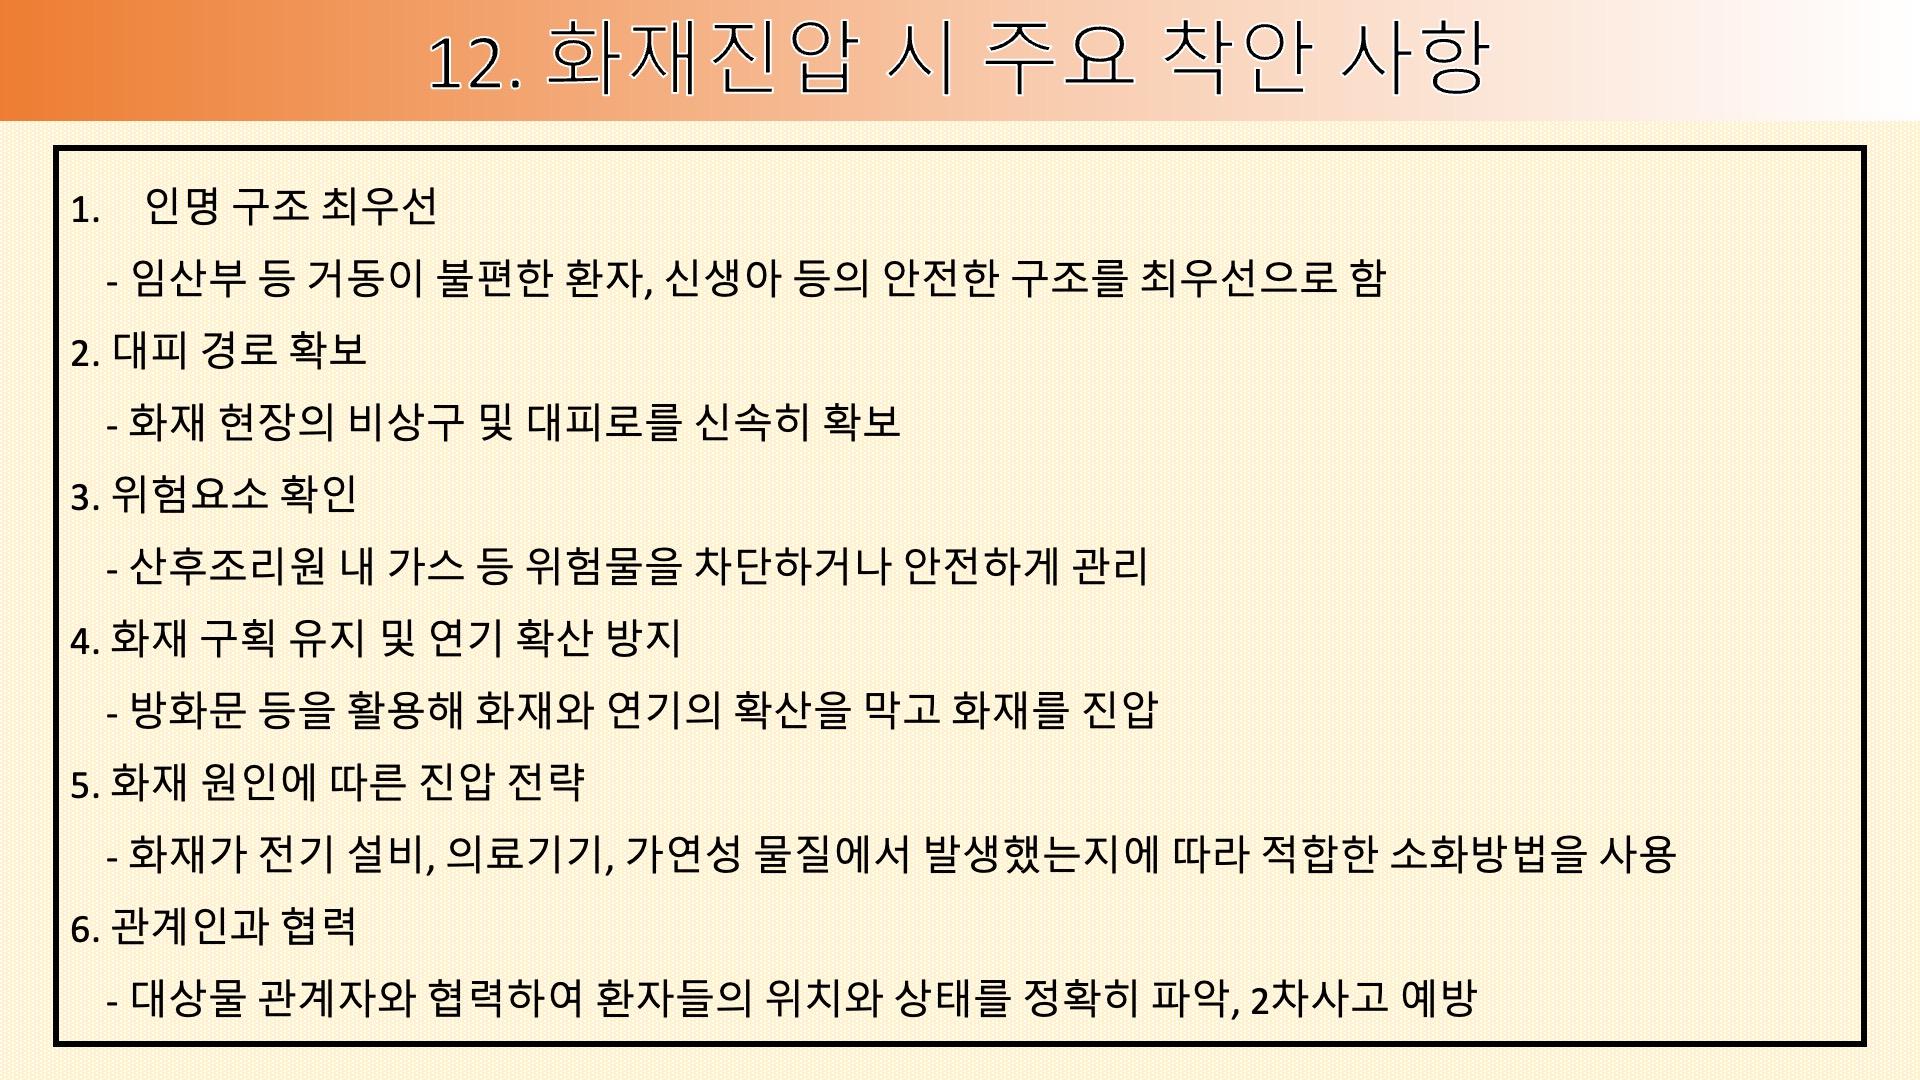 12. 화재진압 시 주요 착안 사항
1. 인명 구조 최우선
- 임산부 등 거동이 불편한 환자, 신생아 등의 안전한 구조를 최우선으로 함
2. 대피 경로 확보
- 화재 현장의 비상구 및 대피로를 신속히 확보
3. 위험요소 확인
- 산후조리원 내 가스 등 위험물을 차단하거나 안전하게 관리
4. 화재 구획 유지 및 연기 확산 방지
- 방화문 등을 활용해 화재와 연기의 확산을 막고 화재를 진압
5. 화재 원인에 따른 진압 전략
- 화재가 전기 설비, 의료기기, 가연성 물질에서 발생했는지에 따라 적합한 소화방법을 사용
6. 관계인과 협력
- 대상물 관계자와 협력하여 환자들의 위치와 상태를 정확히 파악, 2차사고 예방